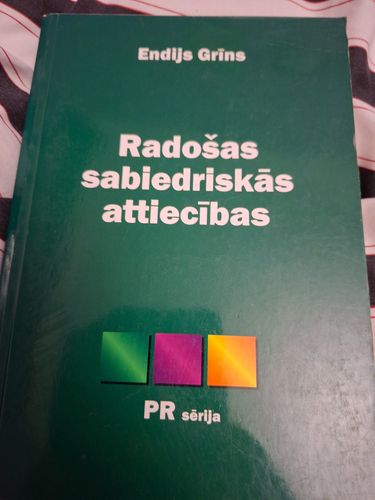 Endijs Grīns
Radošas
sabiedriskās
attiecības
PR sērija